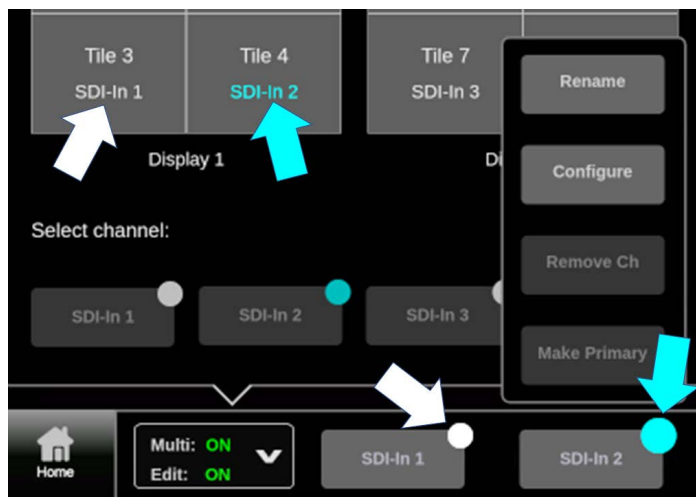 Tile 3
SDI-In 1
Tile 4
SDI-In 2
Tile 7
SDI-In 3
Display 1
Select channel:
SDI-In 1
SDI-In 2
SDI-In 3
Rename
Configure
Remove Ch
Make Primary
Home
Multi: ON
Edit: ON
SDI-In 1
SDI-In 2